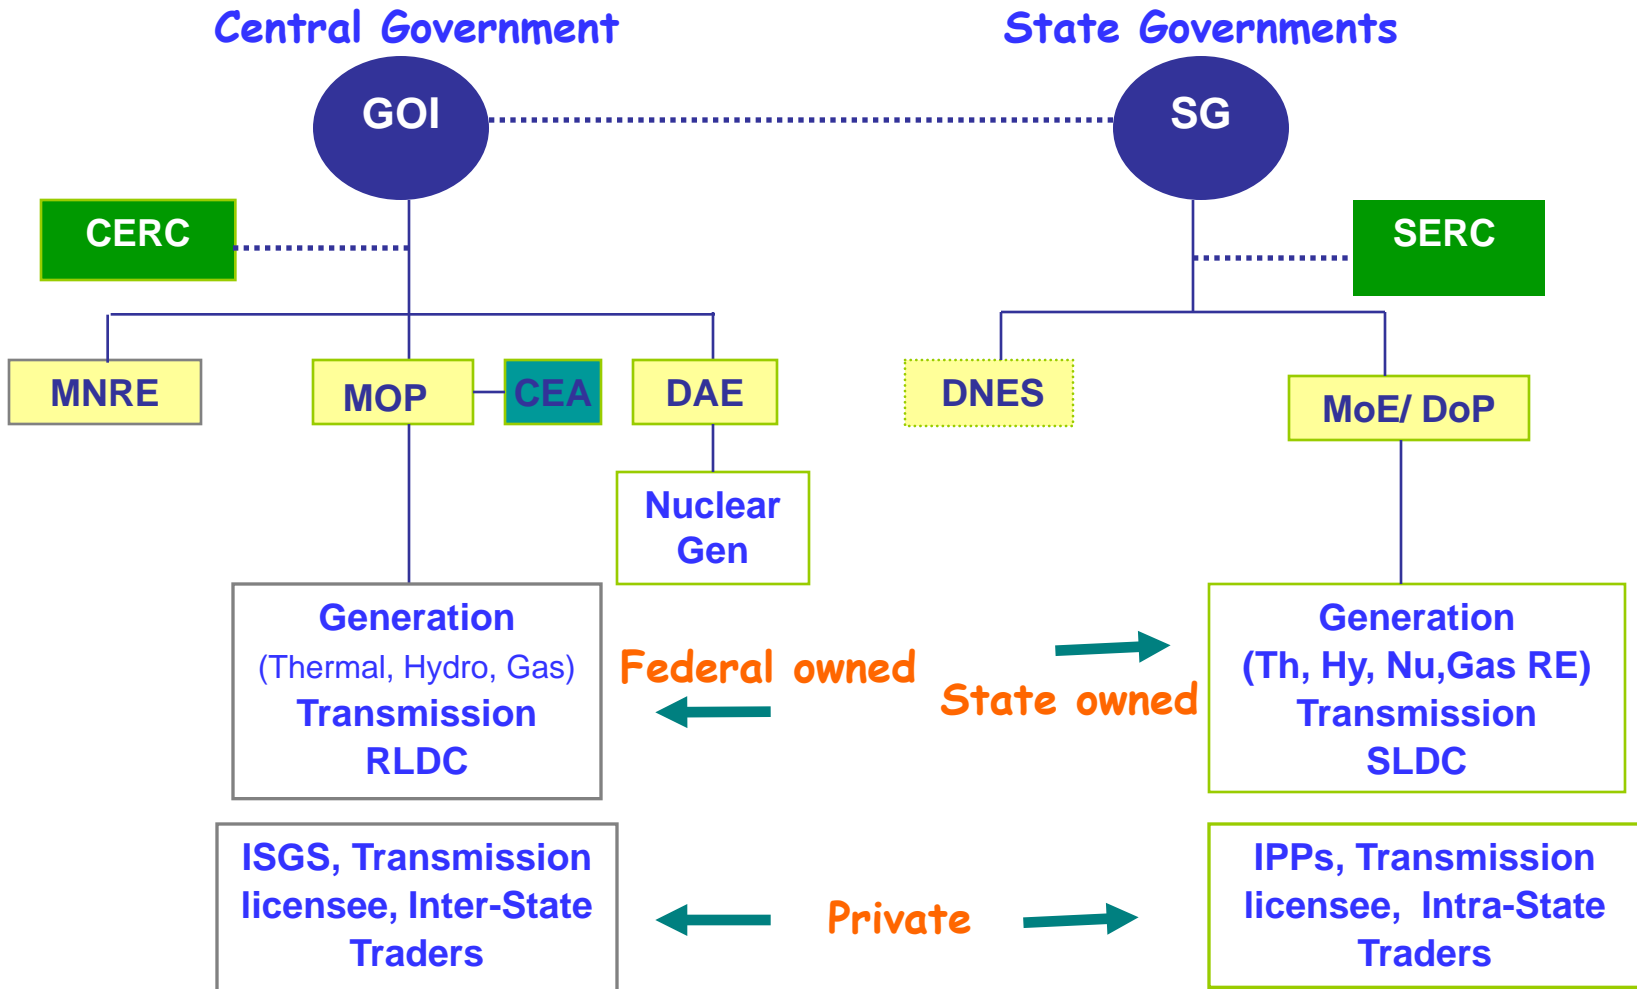 Central Government
State Governments
GOI
SG
CERC
SERC
MNRE
MOP
CEA
DAE
DNES
MoE/ DoP
Nuclear
Gen
Generation
(Thermal, Hydro, Gas)
Transmission
RLDC
Federal owned
State owned
Generation
(Th, Hy, Nu,Gas RE)
Transmission
SLDC
ISGS, Transmission
licensee, Inter-State
Traders
Private
IPPs, Transmission
licensee, Intra-State
Traders